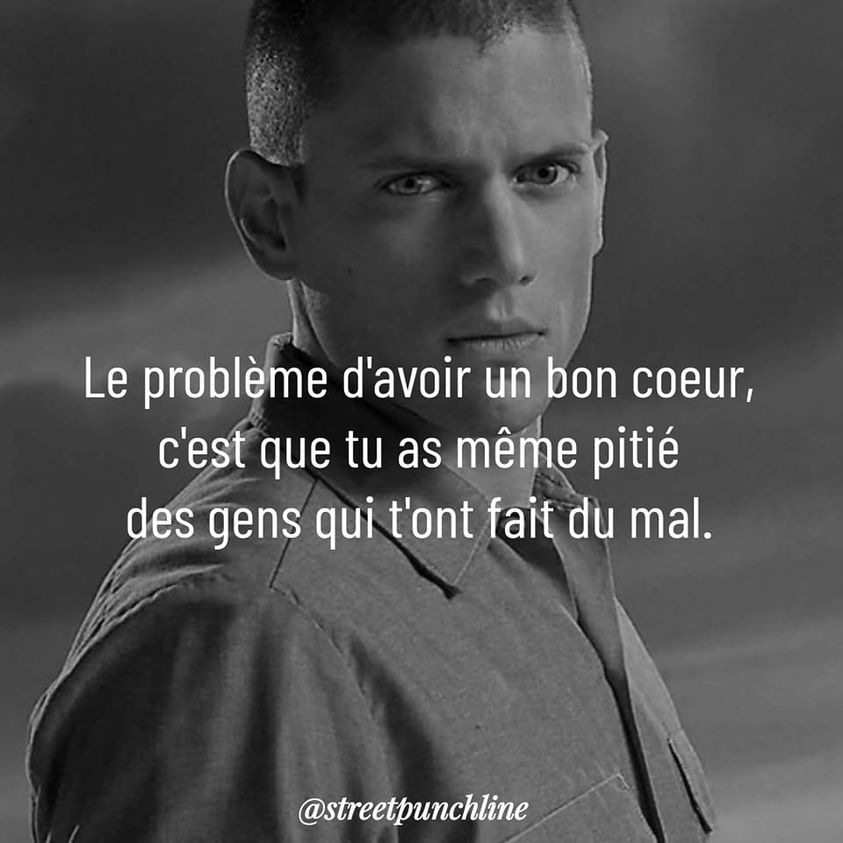 Le problème d'avoir un bon coeur,
c'est que tu as même pitié
des gens qui t'ont fait du mal.
@streetpunchline